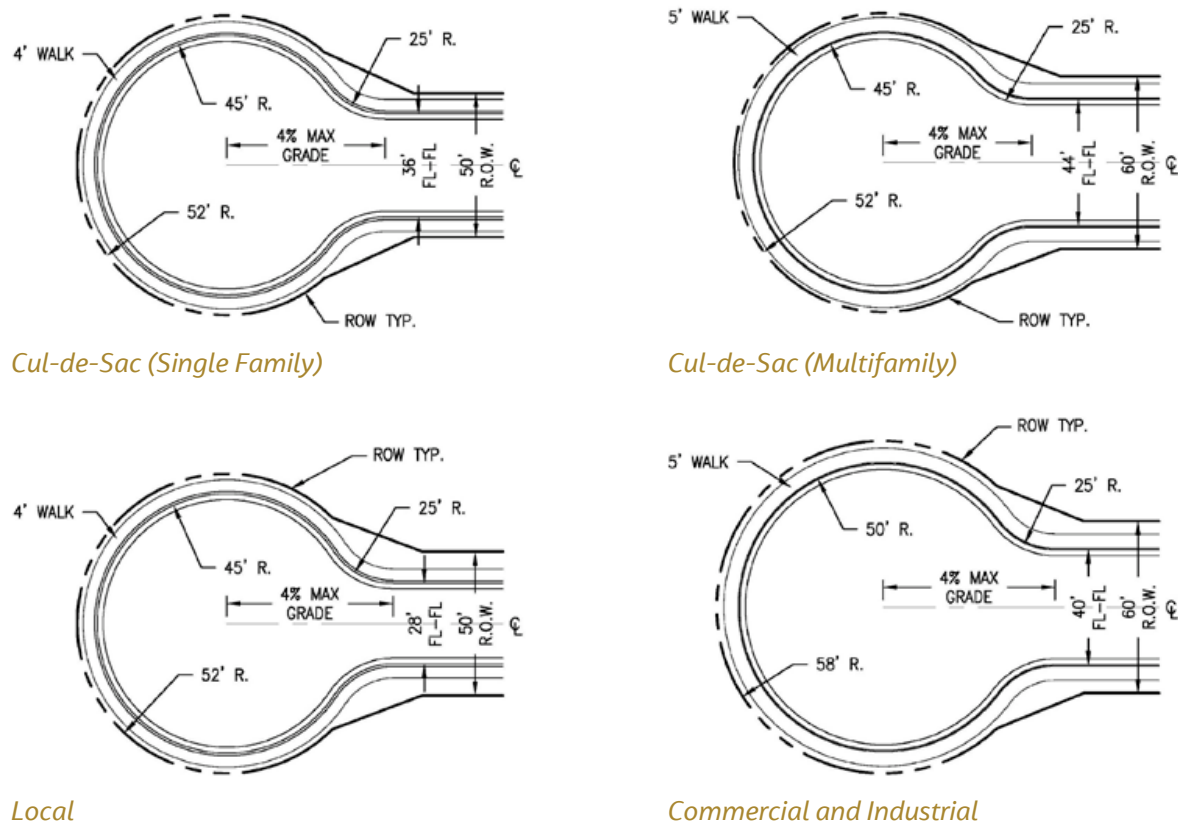 4' WALK
25' R.
45' R.
4% MAX
GRADE
36'
FL-FL
50'
R.O.W.
℄
52' R.
ROW TYP.
Cul-de-Sac (Single Family)
5' WALK
25' R.
45' R.
4% MAX
GRADE
44'
FL-FL
60'
R.O.W.
℄
52' R.
ROW TYP.
Cul-de-Sac (Multifamily)
ROW TYP.
4' WALK
25' R.
45' R.
4% MAX
GRADE
28'
FL-FL
50'
R.O.W.
℄
52' R.
Local
ROW TYP.
5' WALK
25' R.
50' R.
4% MAX
GRADE
40'
FL-FL
60'
R.O.W.
℄
58' R.
Commercial and Industrial